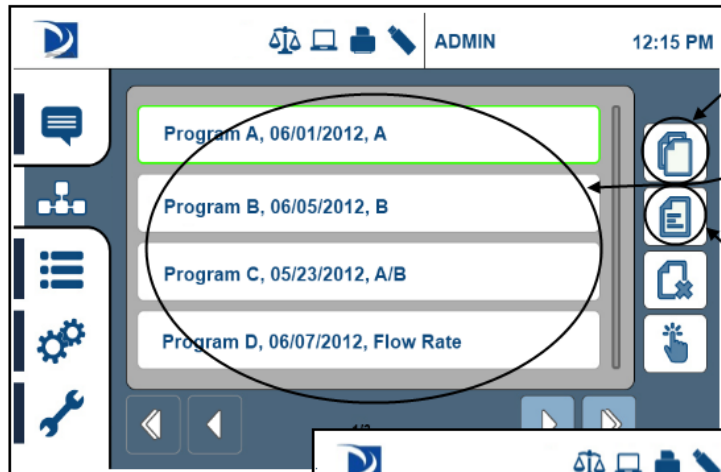 ADMIN
12:15 PM
Program A, 06/01/2012, A
Program B, 06/05/2012, B
Program C, 05/23/2012, A/B
Program D, 06/07/2012, Flow Rate